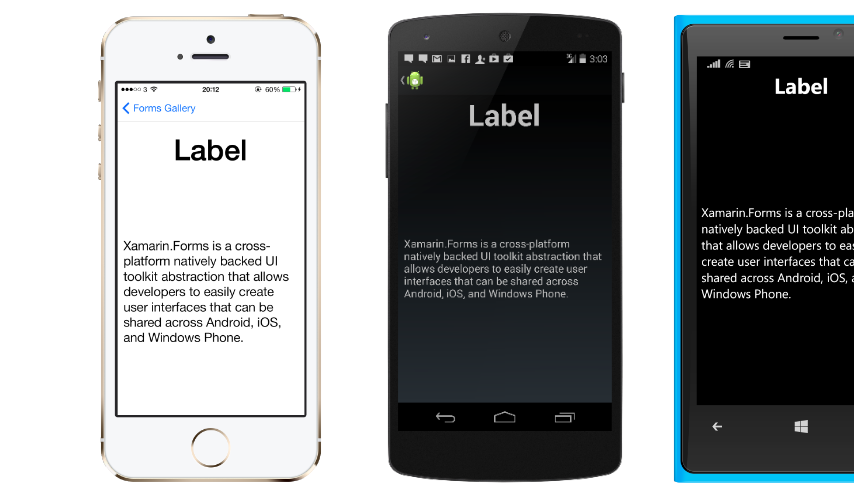 3 20:12 60%
Forms Gallery
Label
Xamarin.Forms is a cross-
platform natively backed UI
toolkit abstraction that allows
developers to easily create
user interfaces that can be
shared across Android, iOS,
and Windows Phone.
3G 3:03
Label
Xamarin.Forms is a cross-platform
natively backed UI toolkit abstraction that
allows developers to easily create user
interfaces that can be shared across
Android, iOS, and Windows Phone.
Label
Xamarin.Forms is a cross-pla
natively backed UI toolkit ab
that allows developers to eas
create user interfaces that ca
shared across Android, iOS, a
Windows Phone.